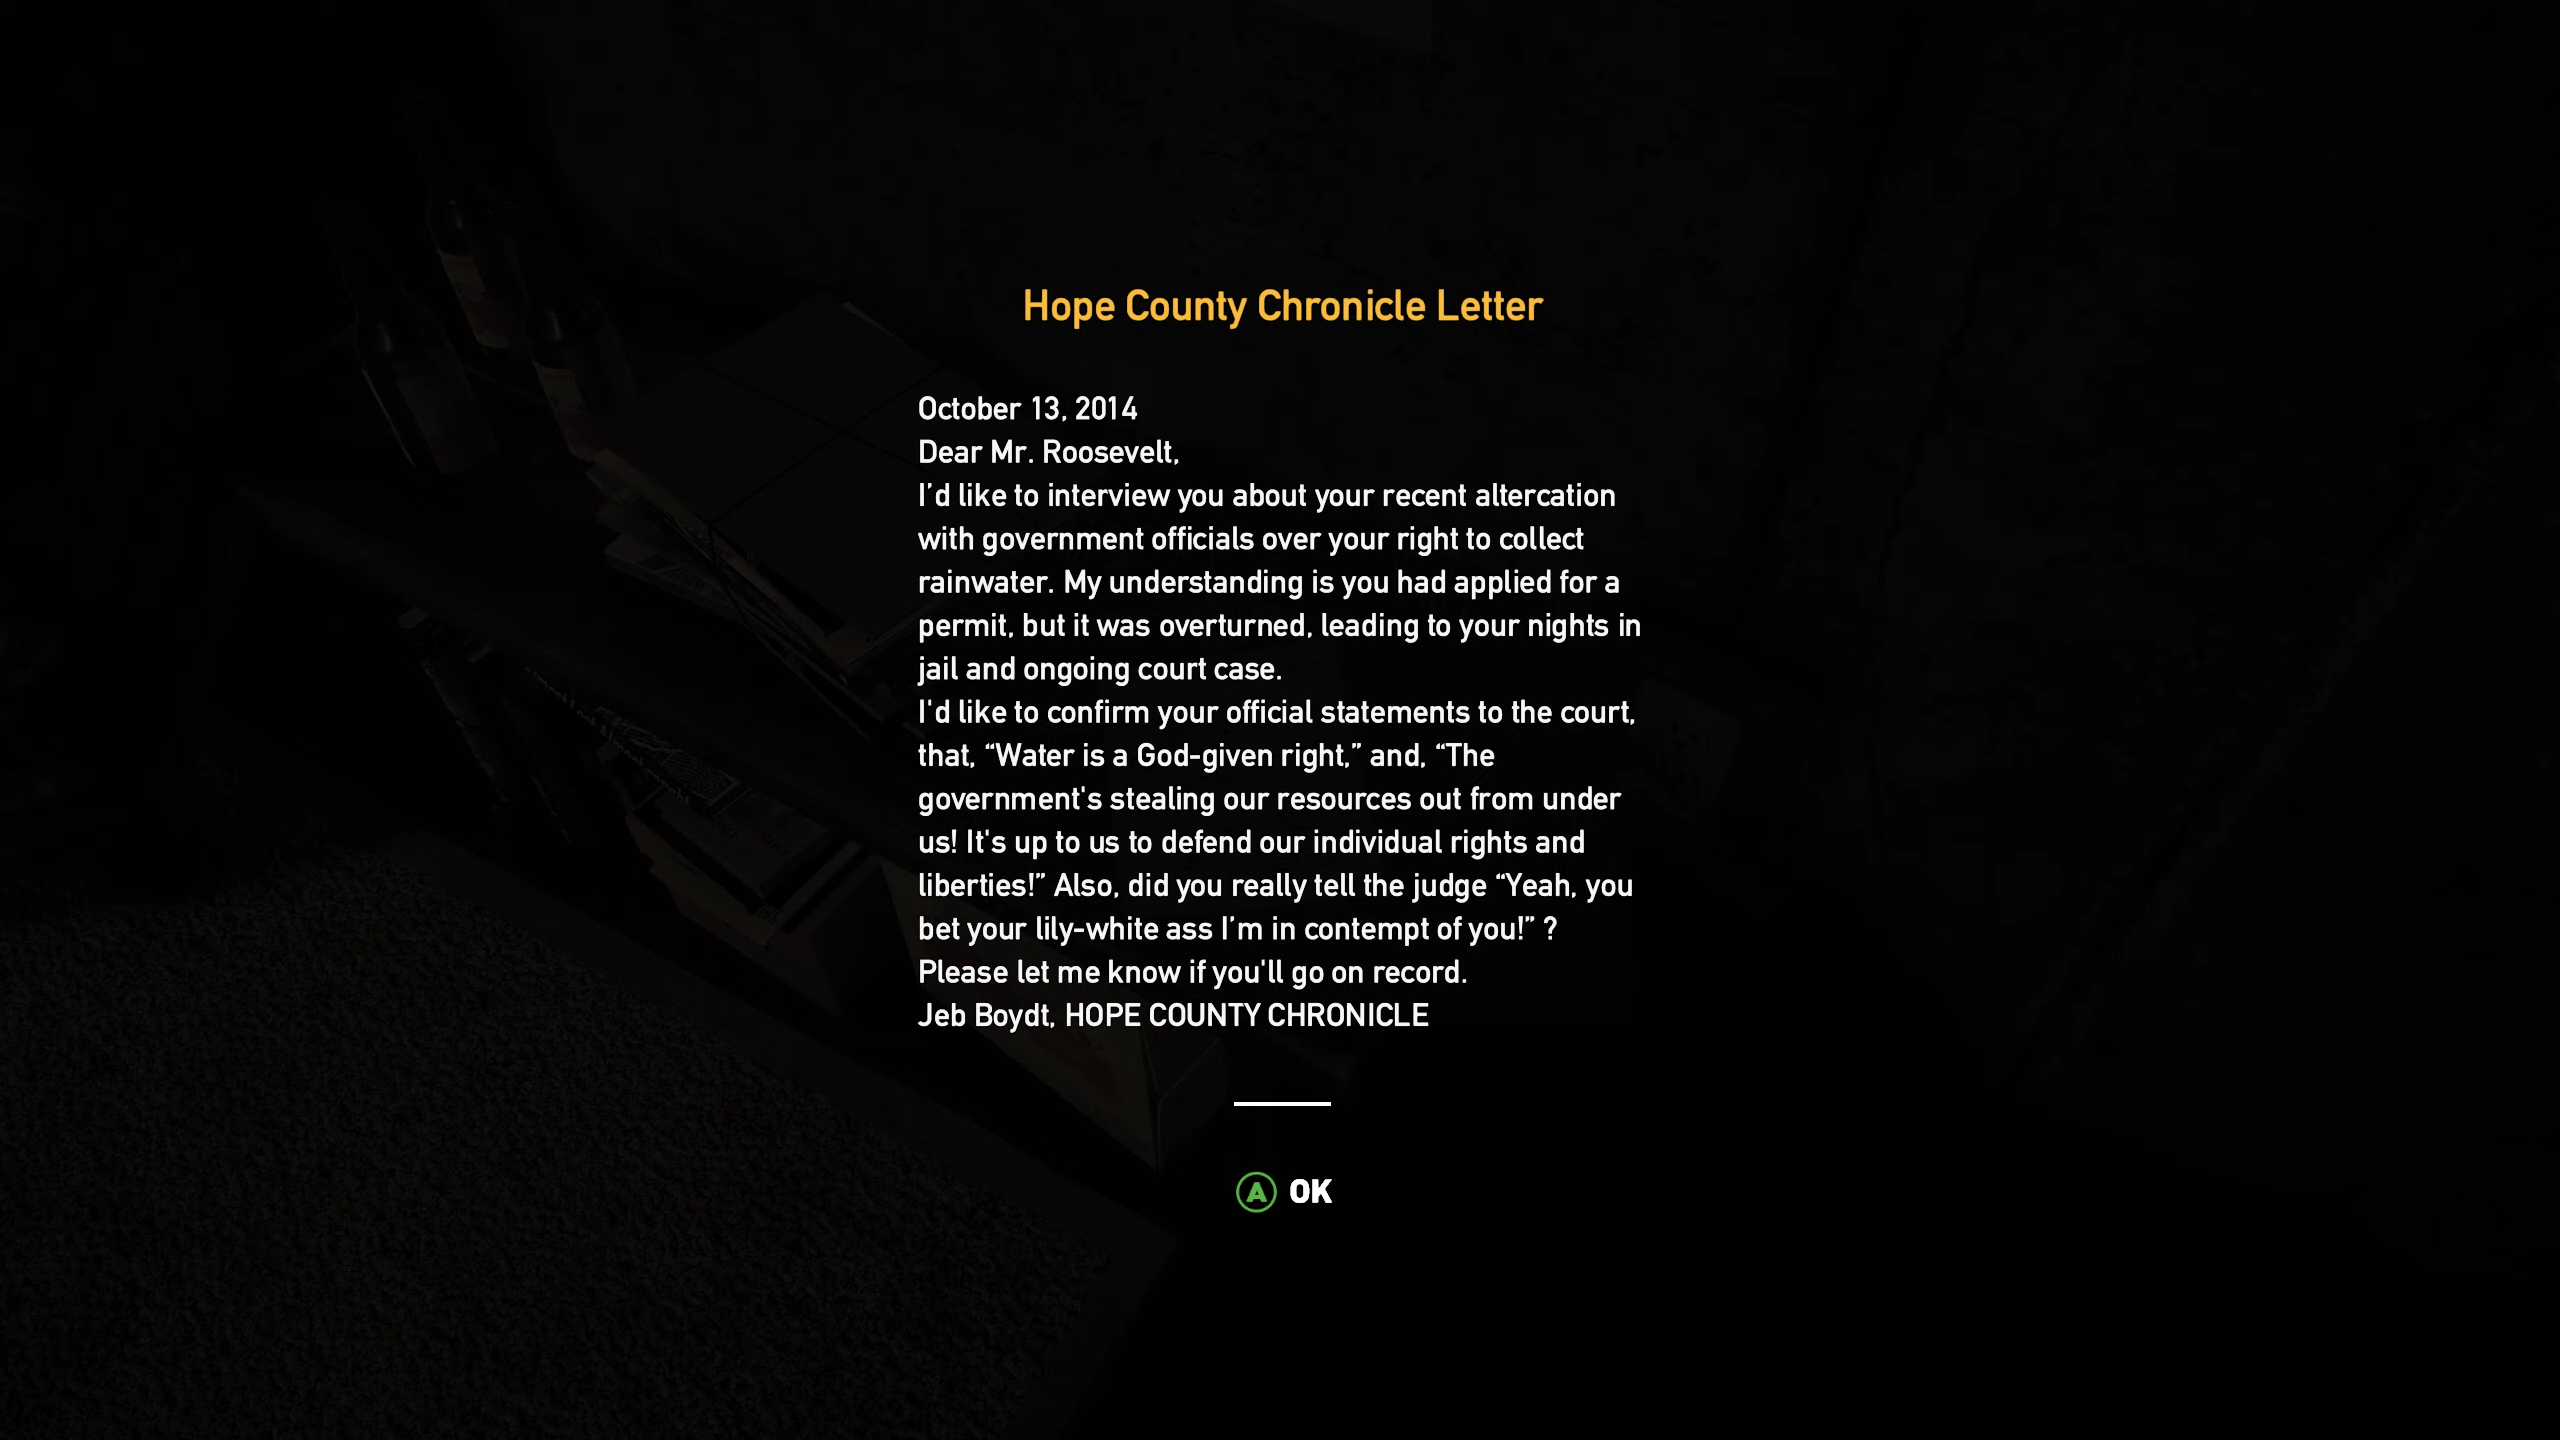 Hope County Chronicle Letter
October 13, 2014
Dear Mr. Roosevelt,
I’d like to interview you about your recent altercation
with government officials over your right to collect
rainwater. My understanding is you had applied for a
permit, but it was overturned, leading to your nights in
jail and ongoing court case.
I'd like to confirm your official statements to the court,
that, “Water is a God-given right,” and, “The
government's stealing our resources out from under
us! It's up to us to defend our individual rights and
liberties!” Also, did you really tell the judge “Yeah, you
bet your lily-white ass I’m in contempt of you!” ?
Please let me know if you'll go on record.
Jeb Boydt, HOPE COUNTY CHRONICLE
A OK